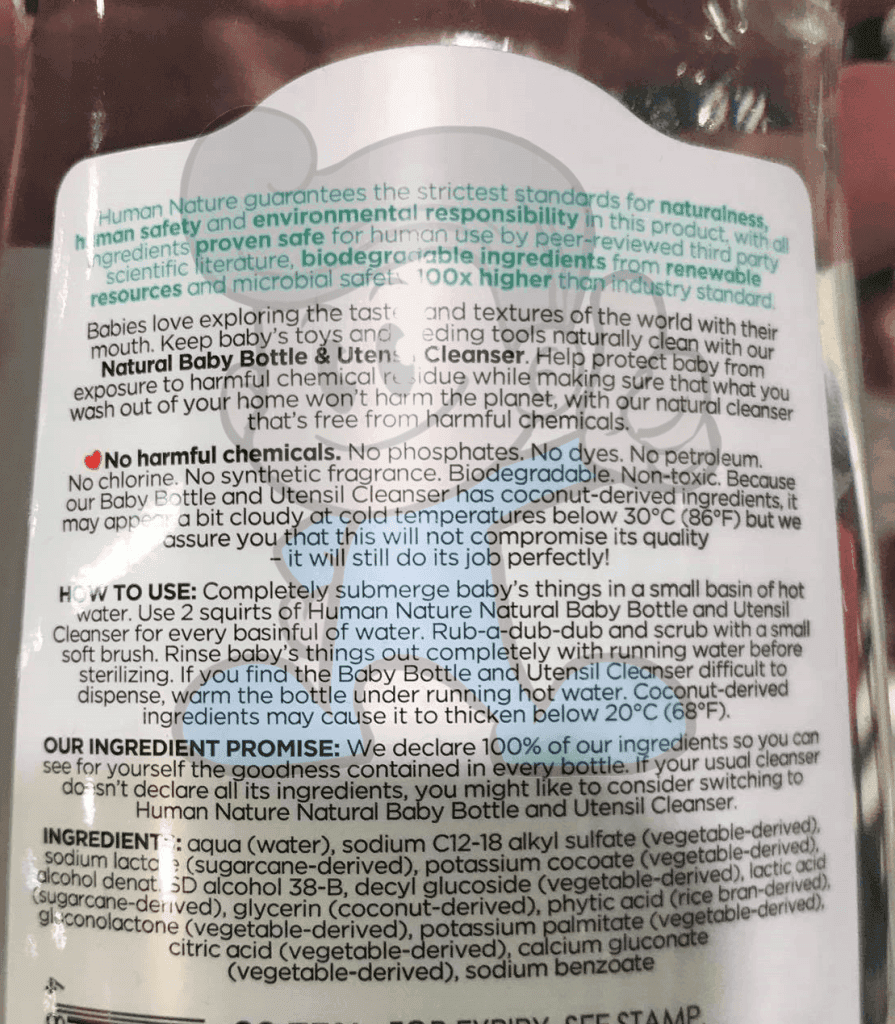 Human Nature guarantees the strictest standards for naturalness,
human safety and environmental responsibility in this product, with all
ingredients proven safe for human use by peer-reviewed third party
scientific literature, biodegradable ingredients from renewable
resources and microbial safety 100x higher than industry standard.
Babies love exploring the taste and textures of the world with their
mouth. Keep baby's toys and feeding tools naturally clean with our
Natural Baby Bottle & Utensil Cleanser. Help protect baby from
exposure to harmful chemical residue while making sure that what you
wash out of your home won't harm the planet, with our natural cleanser
that's free from harmful chemicals.
No harmful chemicals. No phosphates. No dyes. No petroleum.
No chlorine. No synthetic fragrance. Biodegradable. Non-toxic. Because
our Baby Bottle and Utensil Cleanser has coconut-derived ingredients, it
may appear a bit cloudy at cold temperatures below 30°C (86°F) but we
assure you that this will not compromise its quality
– it will still do its job perfectly!
HOW TO USE: Completely submerge baby's things in a small basin of hot
water. Use 2 squirts of Human Nature Natural Baby Bottle and Utensil
Cleanser for every basinful of water. Rub-a-dub-dub and scrub with a small
soft brush. Rinse baby's things out completely with running water before
sterilizing. If you find the Baby Bottle and Utensil Cleanser difficult to
dispense, warm the bottle under running hot water. Coconut-derived
ingredients may cause it to thicken below 20°C (68°F).
OUR INGREDIENT PROMISE: We declare 100% of our ingredients so you can
see for yourself the goodness contained in every bottle. If your usual cleanser
doesn't declare all its ingredients, you might like to consider switching to
Human Nature Natural Baby Bottle and Utensil Cleanser.
INGREDIENTS: aqua (water), sodium C12-18 alkyl sulfate (vegetable-derived),
sodium lactate (sugarcane-derived), potassium cocoate (vegetable-derived),
alcohol denat. SD alcohol 38-B, decyl glucoside (vegetable-derived), lactic acid
(sugarcane-derived), glycerin (coconut-derived), phytic acid (rice bran-derived),
gluconolactone (vegetable-derived), potassium palmitate (vegetable-derived),
citric acid (vegetable-derived), calcium gluconate
(vegetable-derived), sodium benzoate
FOR EXPIRY, SEE STAMP